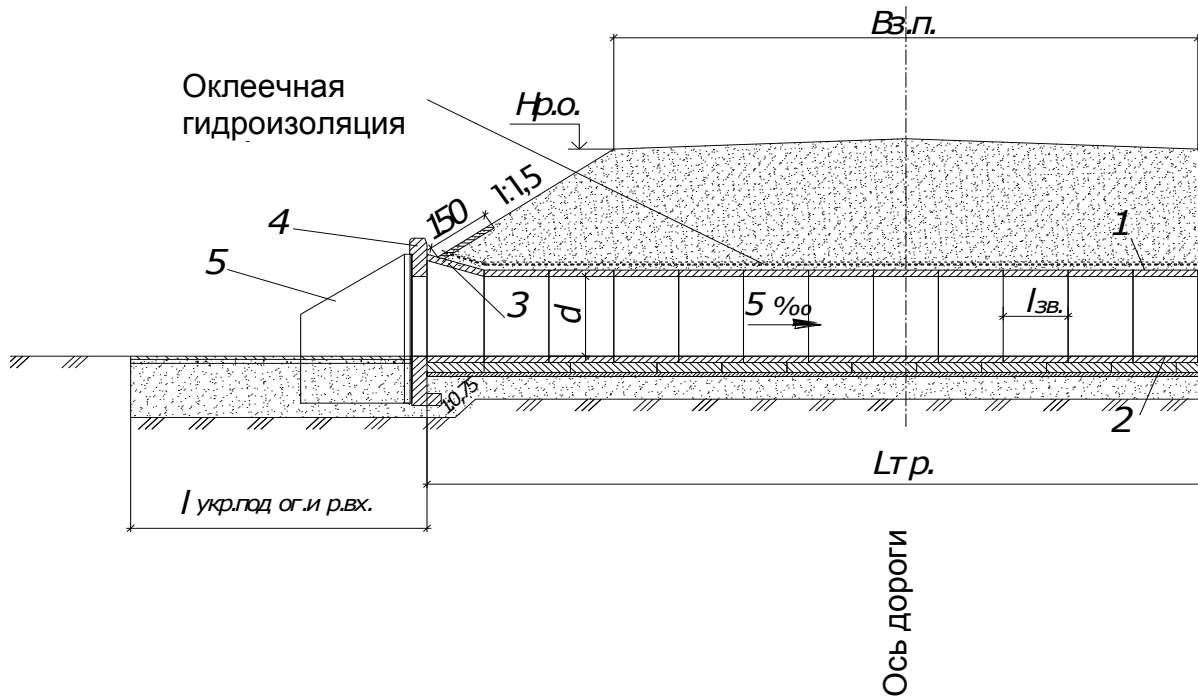 Bз.п.
Оклеечная
гидроизоляция
Hр.о.
1:1,5
150
4
1
5
3
d
5 ‰
lзв.
1:0,75
2
Lтр.
l укр.под ог.и р.вх.
Ось дороги